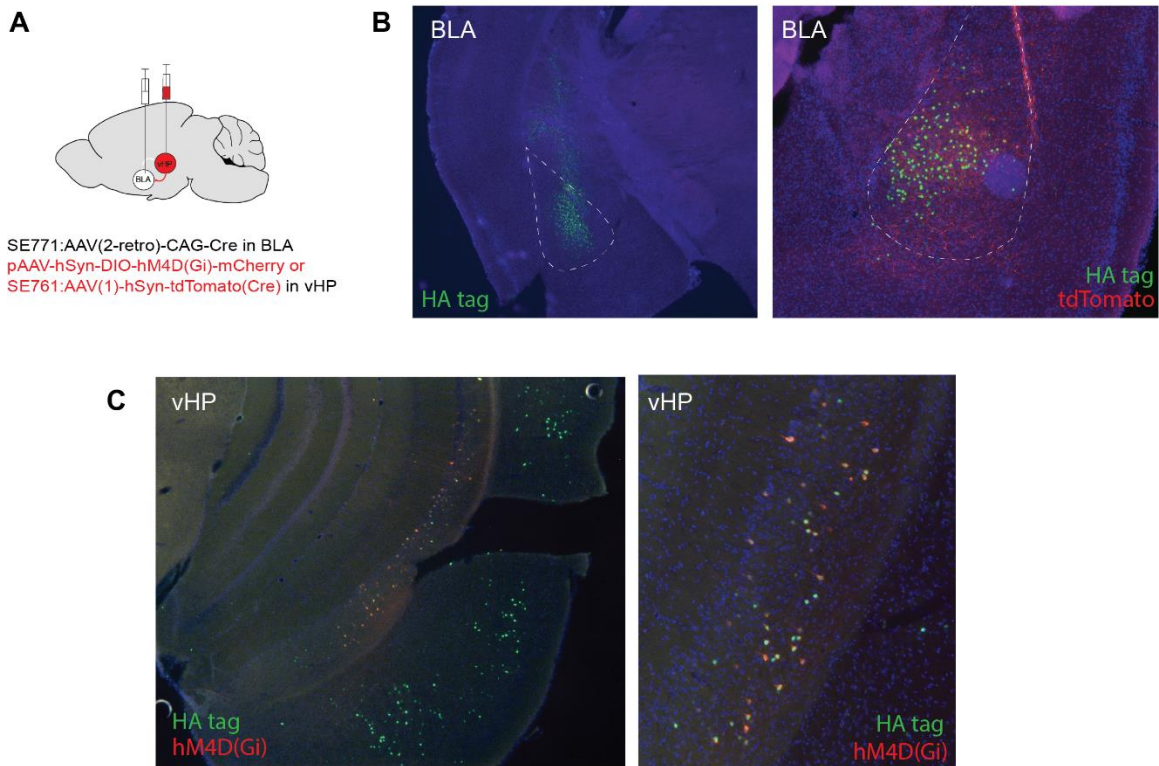 A
vHP
BLA
SE771:AAV(2-retro)-CAG-Cre in BLA
pAAV-hSyn-DIO-hM4D(Gi)-mCherry or
SE761:AAV(1)-hSyn-tdTomato(Cre) in vHP
B
BLA
HA tag
BLA
HA tag
tdTomato
C
vHP
HA tag
hM4D(Gi)
vHP
HA tag
hM4D(Gi)